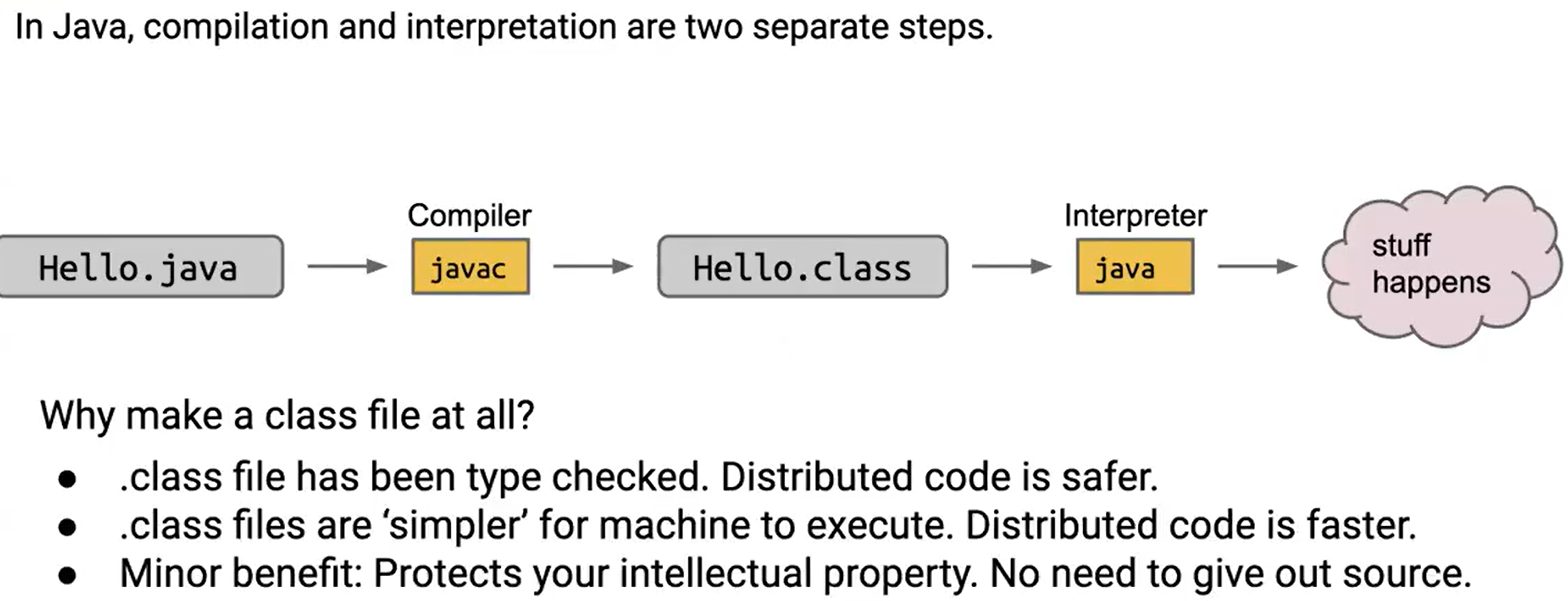 In Java, compilation and interpretation are two separate steps.
Compiler
Interpreter
Hello.java
javac
Hello.class
java
stuff
happens
Why make a class file at all?
● .class file has been type checked. Distributed code is safer.
● .class files are ‘simpler’ for machine to execute. Distributed code is faster.
● Minor benefit: Protects your intellectual property. No need to give out source.